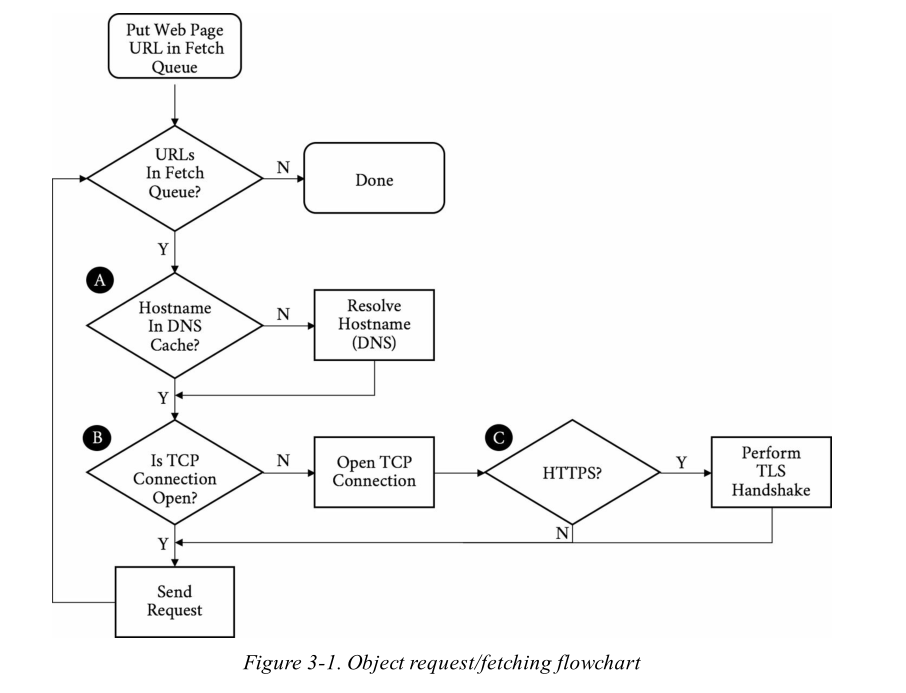 Put Web Page
URL in Fetch
Queue
URLs
In Fetch
Queue?
N
Done
Y
A
Hostname
In DNS
Cache?
N
Resolve
Hostname
(DNS)
Y
B
Is TCP
Connection
Open?
N
Open TCP
Connection
C
HTTPS?
Y
Perform
TLS
Handshake
N
Y
Send
Request
Figure 3-1. Object request/fetching flowchart